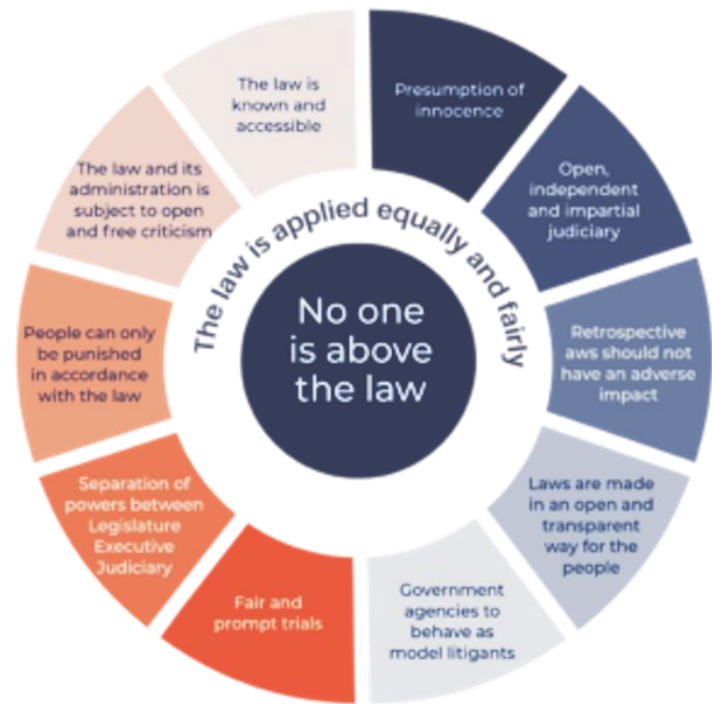 The law is
known and
accessible
Presumption of
innocence
Open,
independent
and impartial
judiciary
Retrospective
aws should not
have an adverse
impact
Laws are made
in an open and
transparent
way for the
people
Government
agencies to
behave as
model litigants
Fair and
prompt trials
Separation of
powers between
Legislature
Executive
Judiciary
People can only
be punished
in accordance
with the law
The law and its
administration is
subject to open
and free criticism
The law is applied equally and fairly
No one
is above
the law